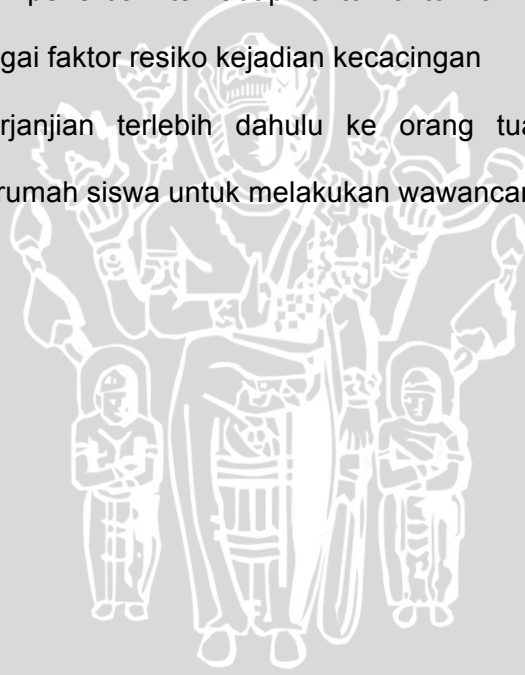 gai faktor resiko kejadian kecacingan
rjanjian terlebih dahulu ke orang tua
rumah siswa untuk melakukan wawancar